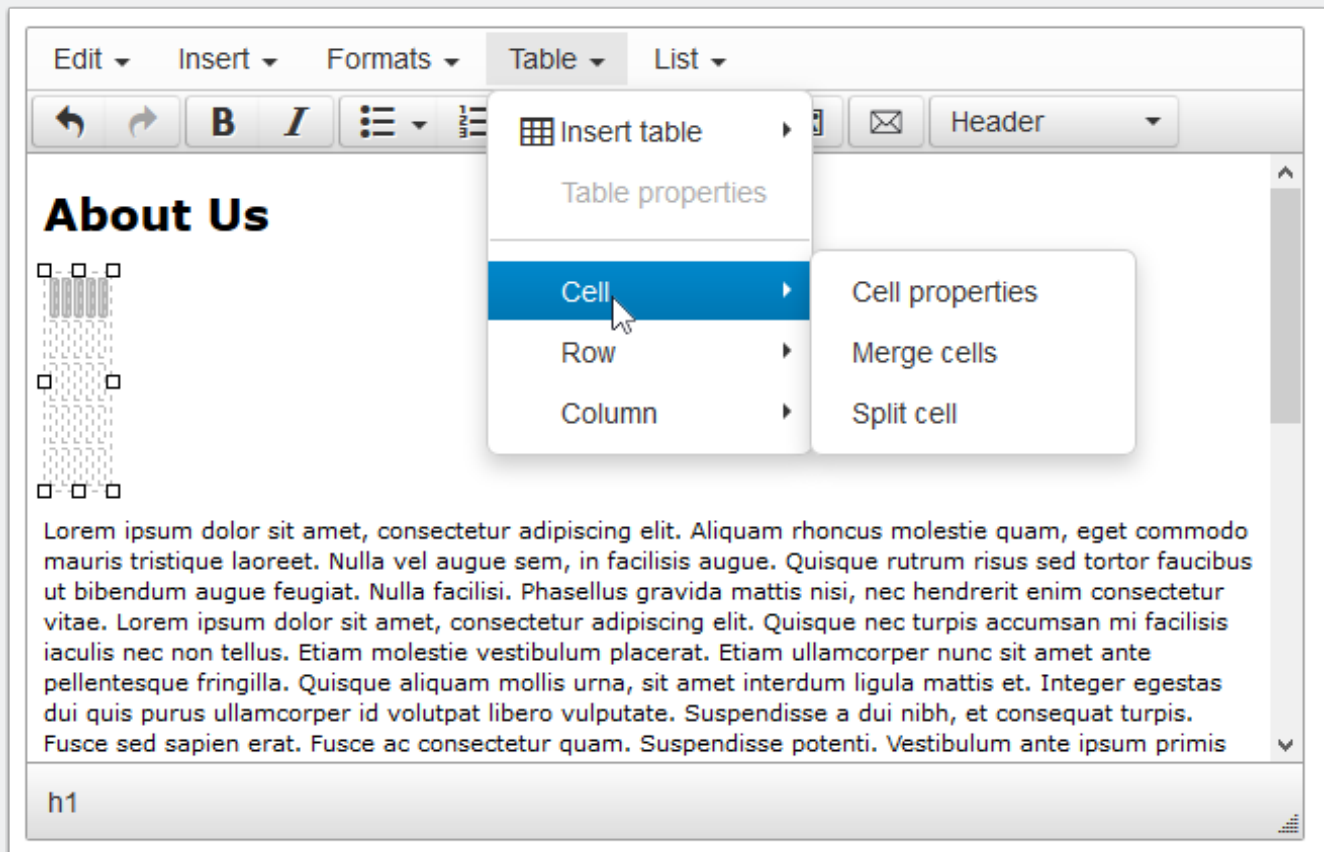 Edit Insert Formats Table List
B I Header
Insert table
Table properties
Cell
Cell properties
Row
Merge cells
Column
Split cell
About Us
Lorem ipsum dolor sit amet, consectetur adipiscing elit. Aliquam rhoncus molestie quam, eget commodo
mauris tristique laoreet. Nulla vel augue sem, in facilisis augue. Quisque rutrum risus sed tortor faucibus
ut bibendum augue feugiat. Nulla facilisi. Phasellus gravida mattis nisi, nec hendrerit enim consectetur
vitae. Lorem ipsum dolor sit amet, consectetur adipiscing elit. Quisque nec turpis accumsan mi facilisis
iaculis nec non tellus. Etiam molestie vestibulum placerat. Etiam ullamcorper nunc sit amet ante
pellentesque fringilla. Quisque aliquam mollis urna, sit amet interdum ligula mattis et. Integer egestas
dui quis purus ullamcorper id volutpat libero vulputate. Suspendisse a dui nibh, et consequat turpis.
Fusce sed sapien erat. Fusce ac consectetur quam. Suspendisse potenti. Vestibulum ante ipsum primis
h1